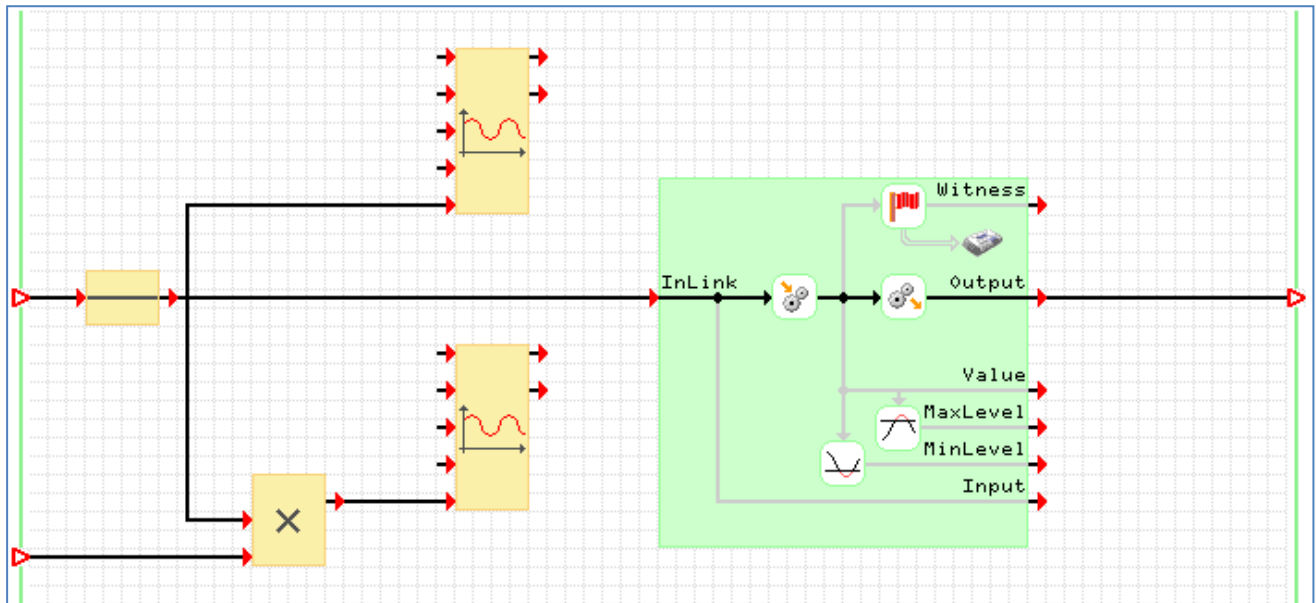 Witness
InLink
Output
Value
MaxLevel
MinLevel
Input